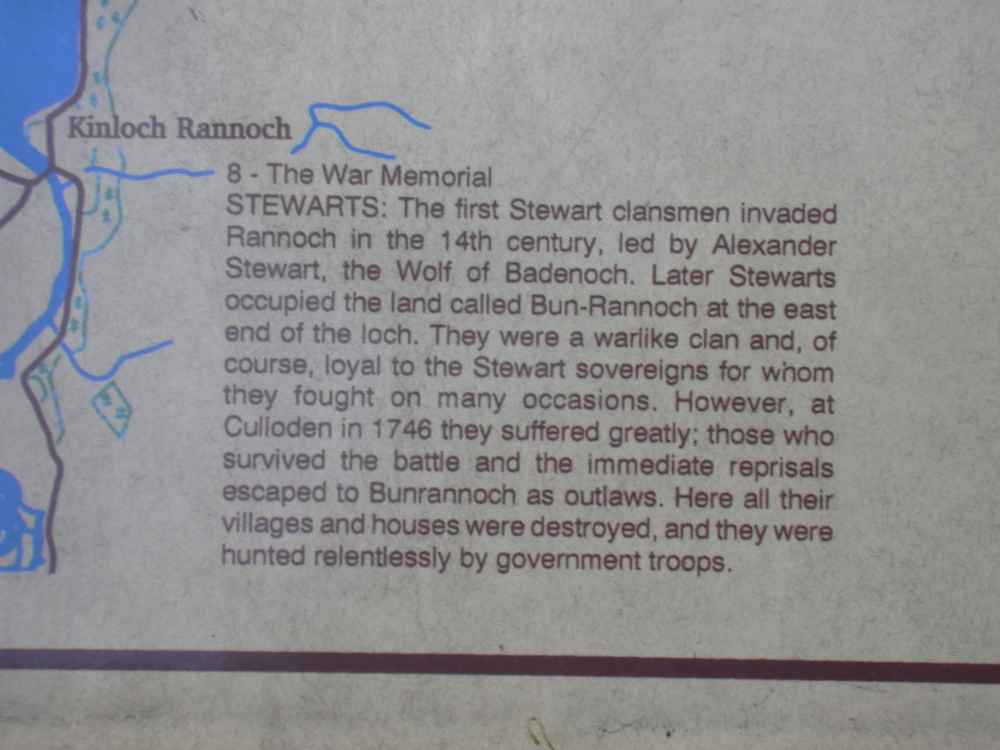 Kinloch Rannoch
8 - The War Memorial
STEWARTS: The first Stewart clansmen invaded
Rannoch in the 14th century, led by Alexander
Stewart, the Wolf of Badenoch. Later Stewarts
occupied the land called Bun-Rannoch at the east
end of the loch. They were a warlike clan and, of
course, loyal to the Stewart sovereigns for whom
they fought on many occasions. However, at
Culloden in 1746 they suffered greatly; those who
survived the battle and the immediate reprisals
escaped to Bunrannoch as outlaws. Here all their
villages and houses were destroyed, and they were
hunted relentlessly by government troops.